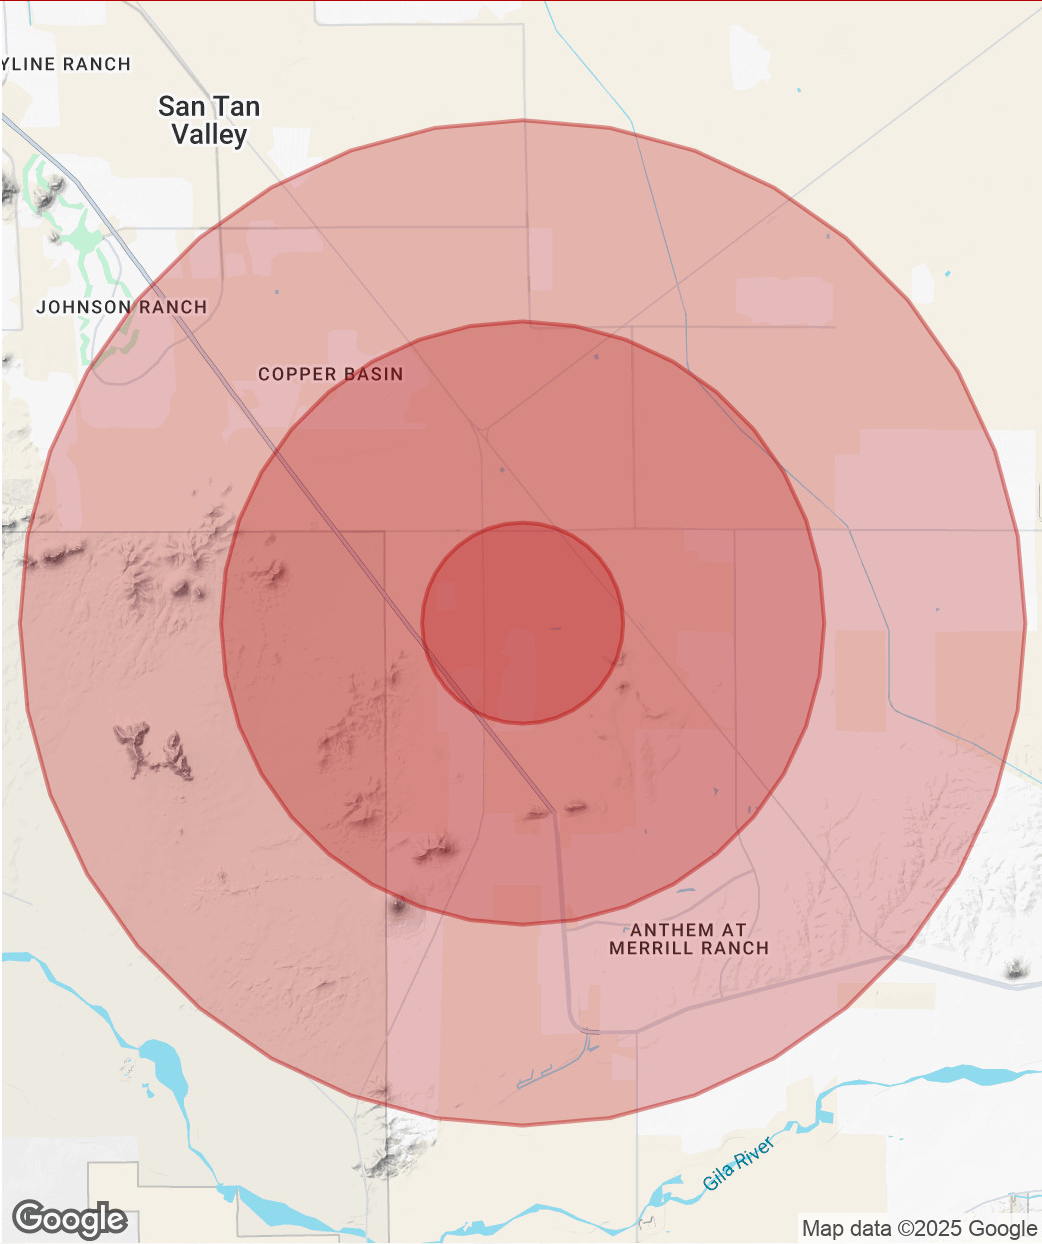 YLINE RANCH
San Tan
Valley
JOHNSON RANCH
COPPER BASIN
ANTHEM AT
MERRILL RANCH
Gila River
Google
Map data ©2025 Google